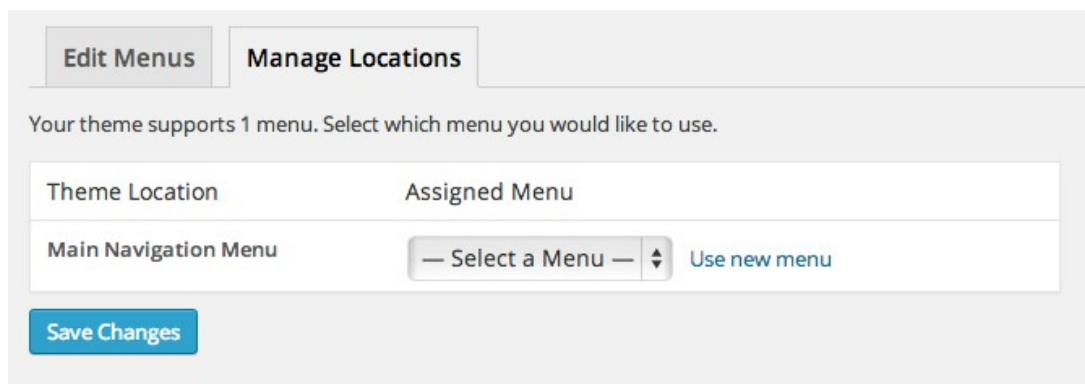 Edit Menus Manage Locations
Your theme supports 1 menu. Select which menu you would like to use.
Theme Location Assigned Menu
Main Navigation Menu — Select a Menu — Use new menu
Save Changes